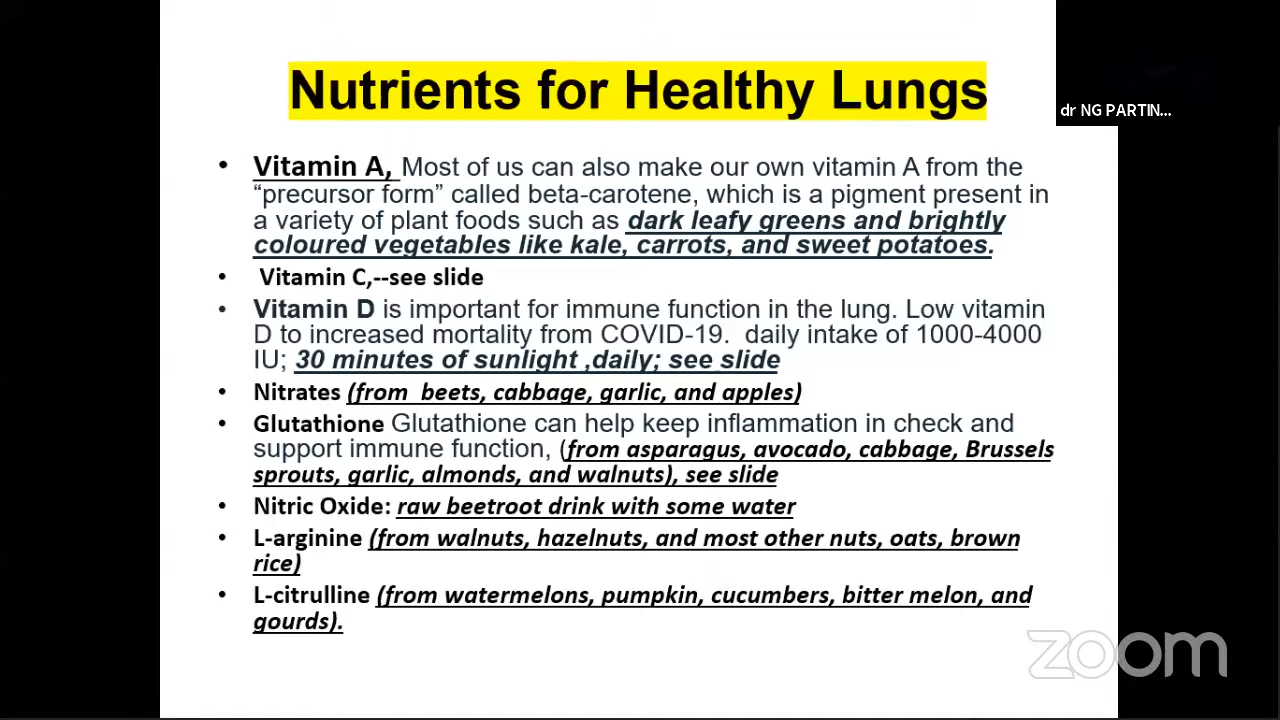 Nutrients for Healthy Lungs
dr NG PARTIN...
• Vitamin A, Most of us can also make our own vitamin A from the
“precursor form” called beta-carotene, which is a pigment present in
a variety of plant foods such as dark leafy greens and brightly
coloured vegetables like kale, carrots, and sweet potatoes.
• Vitamin C,--see slide
• Vitamin D is important for immune function in the lung. Low vitamin
D to increased mortality from COVID-19. daily intake of 1000-4000
IU; 30 minutes of sunlight ,daily; see slide
• Nitrates (from beets, cabbage, garlic, and apples)
• Glutathione Glutathione can help keep inflammation in check and
support immune function, (from asparagus, avocado, cabbage, Brussels
sprouts, garlic, almonds, and walnuts), see slide
• Nitric Oxide: raw beetroot drink with some water
• L-arginine (from walnuts, hazelnuts, and most other nuts, oats, brown
rice)
• L-citrulline (from watermelons, pumpkin, cucumbers, bitter melon, and
gourds).
zoom